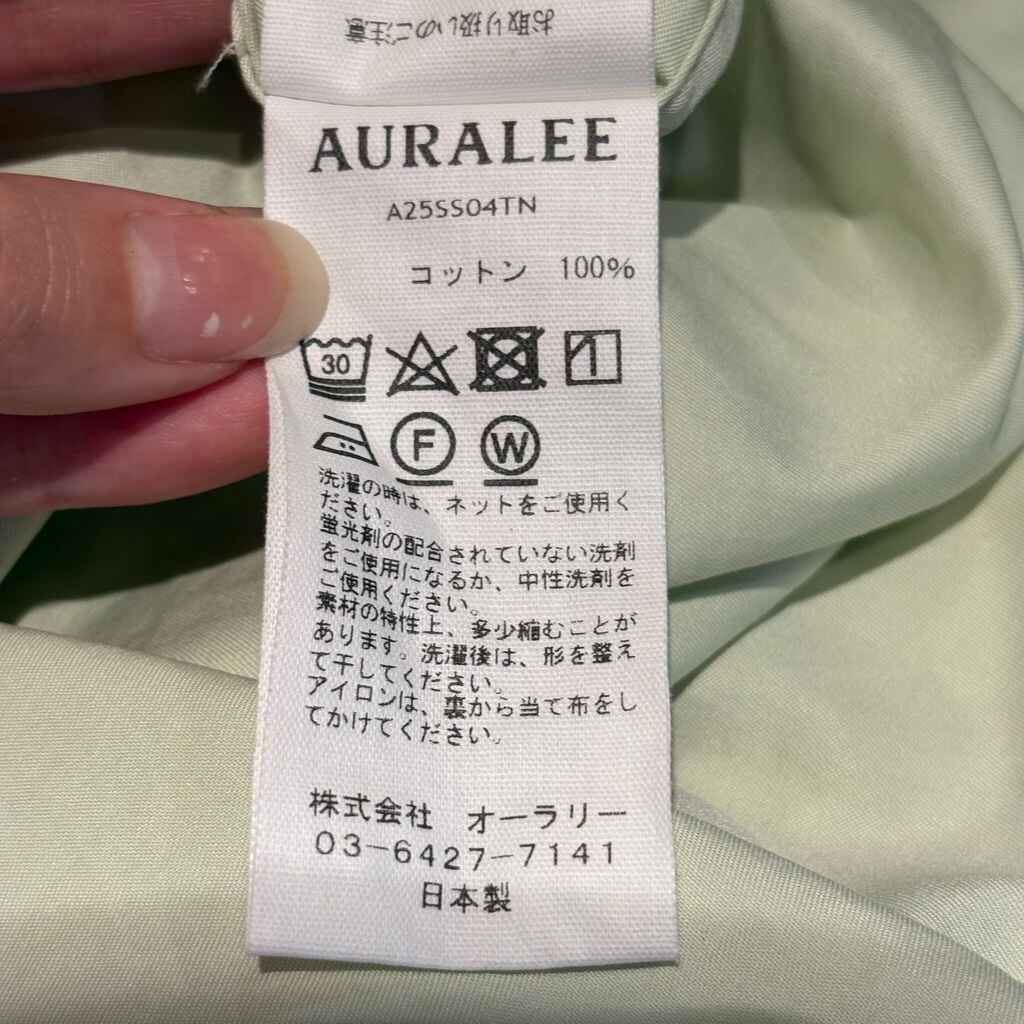 お取り扱いのご注意
AURALEE
A25SS04TN
コットン 100%
30
F W
洗濯の時は、ネットをご使用く
ださい。
蛍光剤の配合されていない洗剤
をご使用になるか、中性洗剤を
ご使用ください。
素材の特性上、多少縮むことが
あります。洗濯後は、形を整え
て干してください。
アイロンは、裏から当て布をし
てかけてください。
株式会社 オーラリー
03-6427-7141
日本製